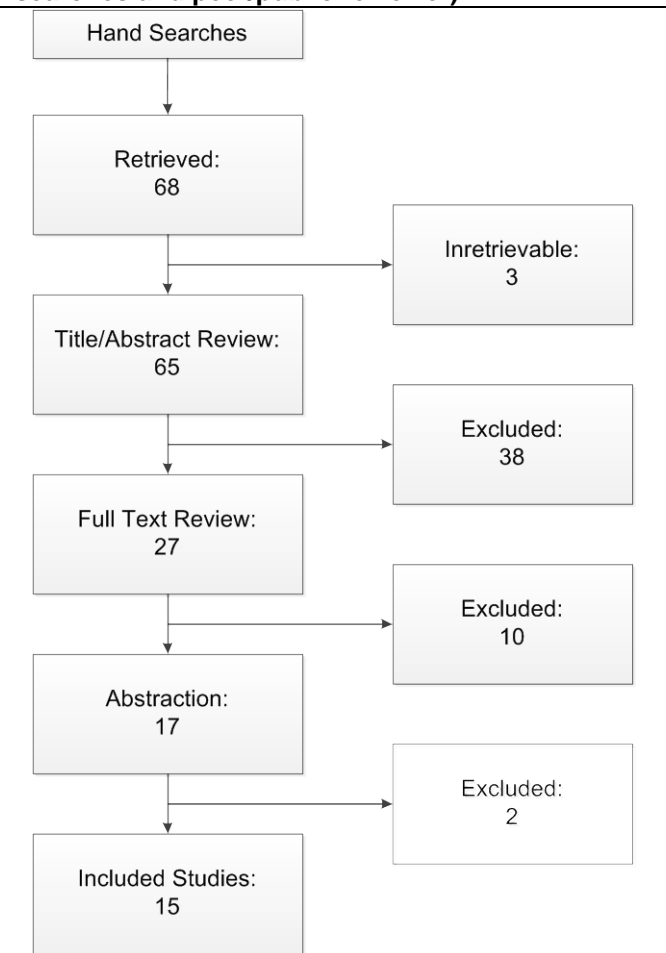 Hand Searches
Retrieved:
68
Inretrievable:
3
Title/Abstract Review:
65
Excluded:
38
Full Text Review:
27
Excluded:
10
Abstraction:
17
Excluded:
2
Included Studies:
15